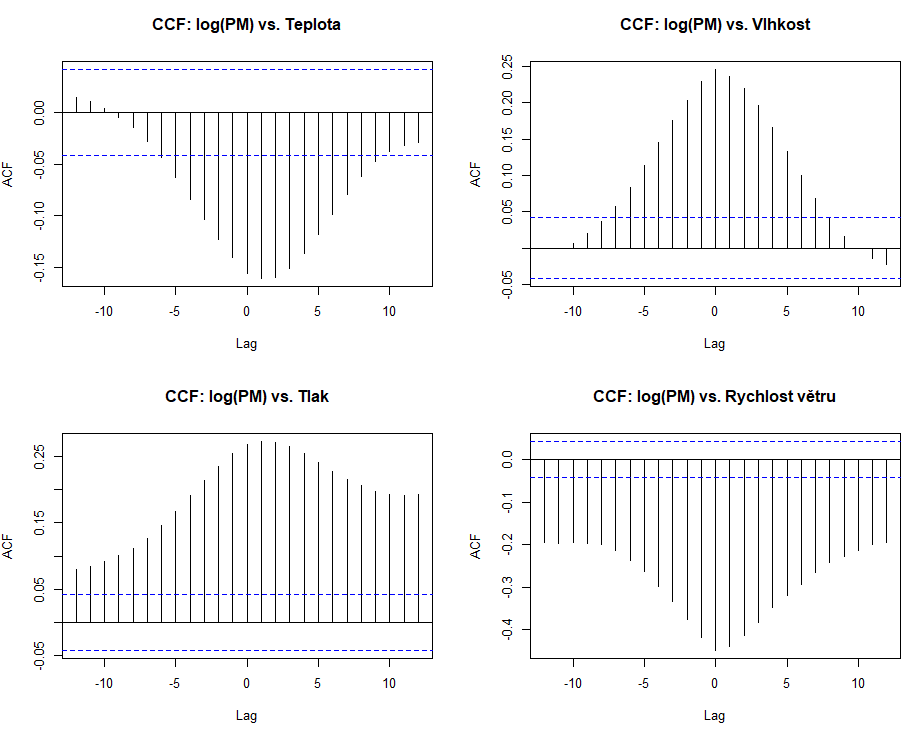 CCF: log(PM) vs. Teplota
ACF
0.00
-0.05
-0.10
-0.15
-10 -5 0 5 10
Lag
CCF: log(PM) vs. Vlhkost
ACF
0.25
0.20
0.15
0.10
0.05
-0.05
-10 -5 0 5 10
Lag
CCF: log(PM) vs. Tlak
ACF
0.25
0.15
0.05
-0.05
-10 -5 0 5 10
Lag
CCF: log(PM) vs. Rychlost větru
ACF
0.0
-0.1
-0.2
-0.3
-0.4
-10 -5 0 5 10
Lag